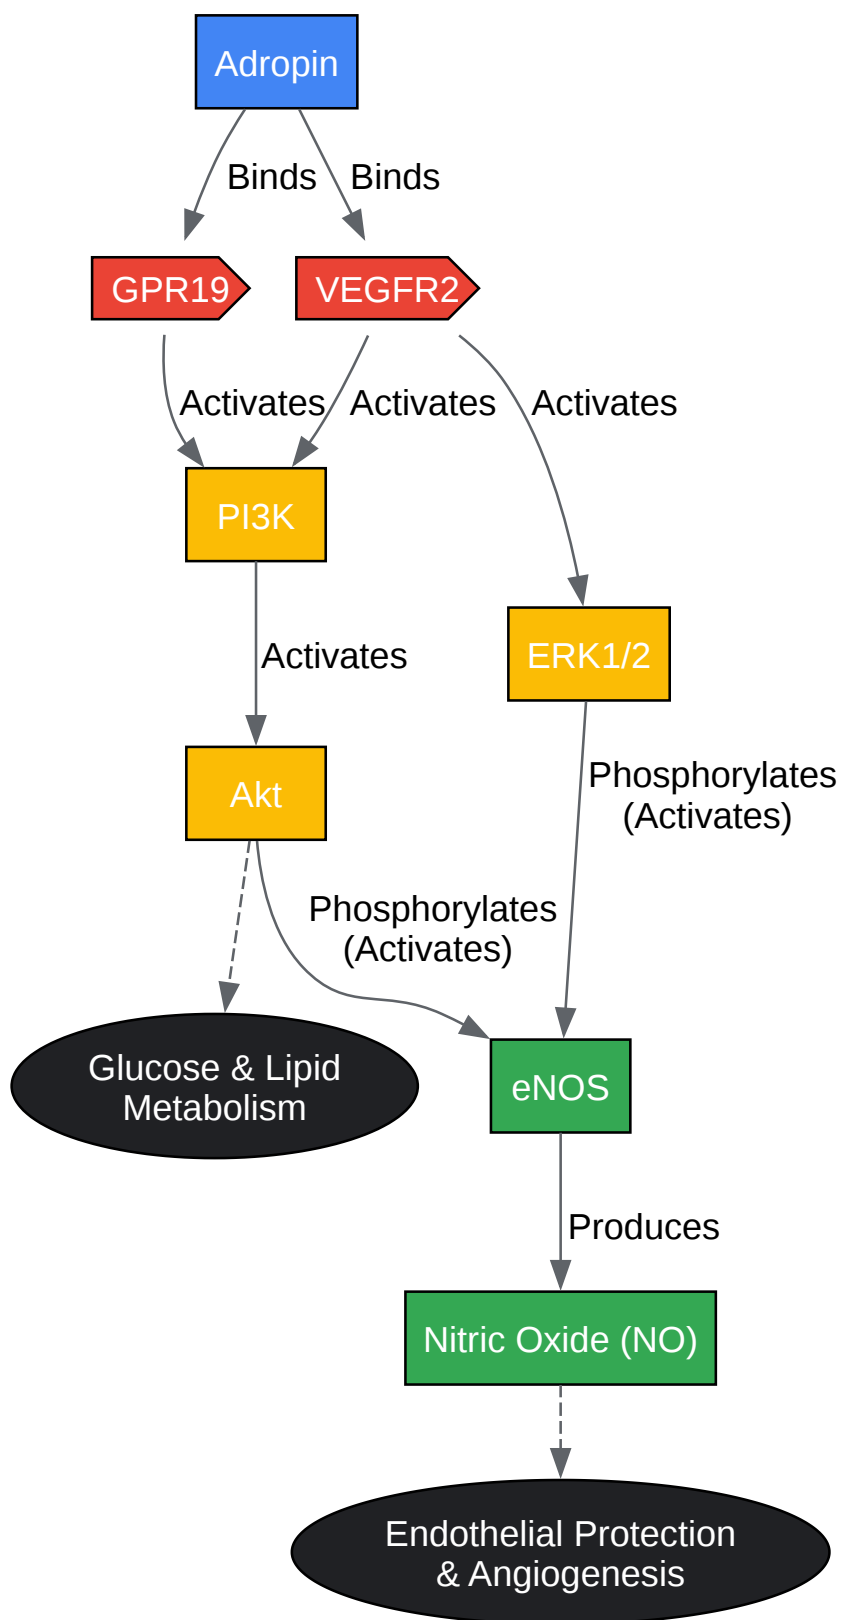 Adropin
Binds
Binds
GPR19
VEGFR2
Activates
Activates
Activates
PI3K
Activates
ERK1/2
Akt
Phosphorylates
(Activates)
Phosphorylates
(Activates)
Glucose & Lipid
Metabolism
eNOS
Produces
Nitric Oxide (NO)
Endothelial Protection
& Angiogenesis